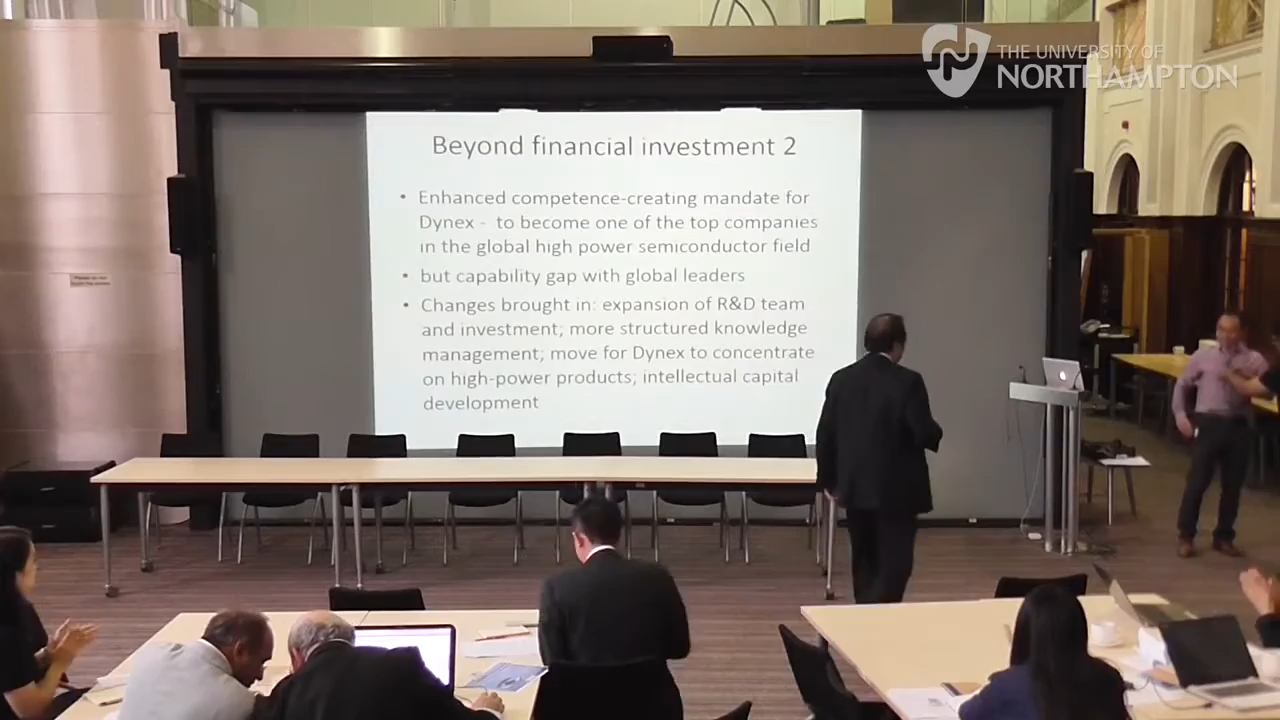 THE UNIVERSITY OF
NORTHAMPTON
Beyond financial investment 2
• Enhanced competence-creating mandate for
Dynex - to become one of the top companies
in the global high power semiconductor field
• but capability gap with global leaders
• Changes brought in: expansion of R&D team
and investment; more structured knowledge
management; move for Dynex to concentrate
on high-power products; intellectual capital
development